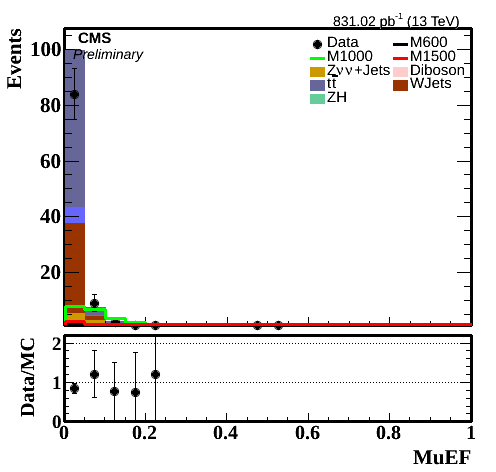 831.02 pb-1 (13 TeV)
CMS
Preliminary
Data
M600
M1000
M1500
Zνν+Jets
Diboson
tt̄
WJets
ZH
Events
100
80
60
40
20
Data/MC
2
1
0
0
0.2
0.4
0.6
0.8
1
MuEF